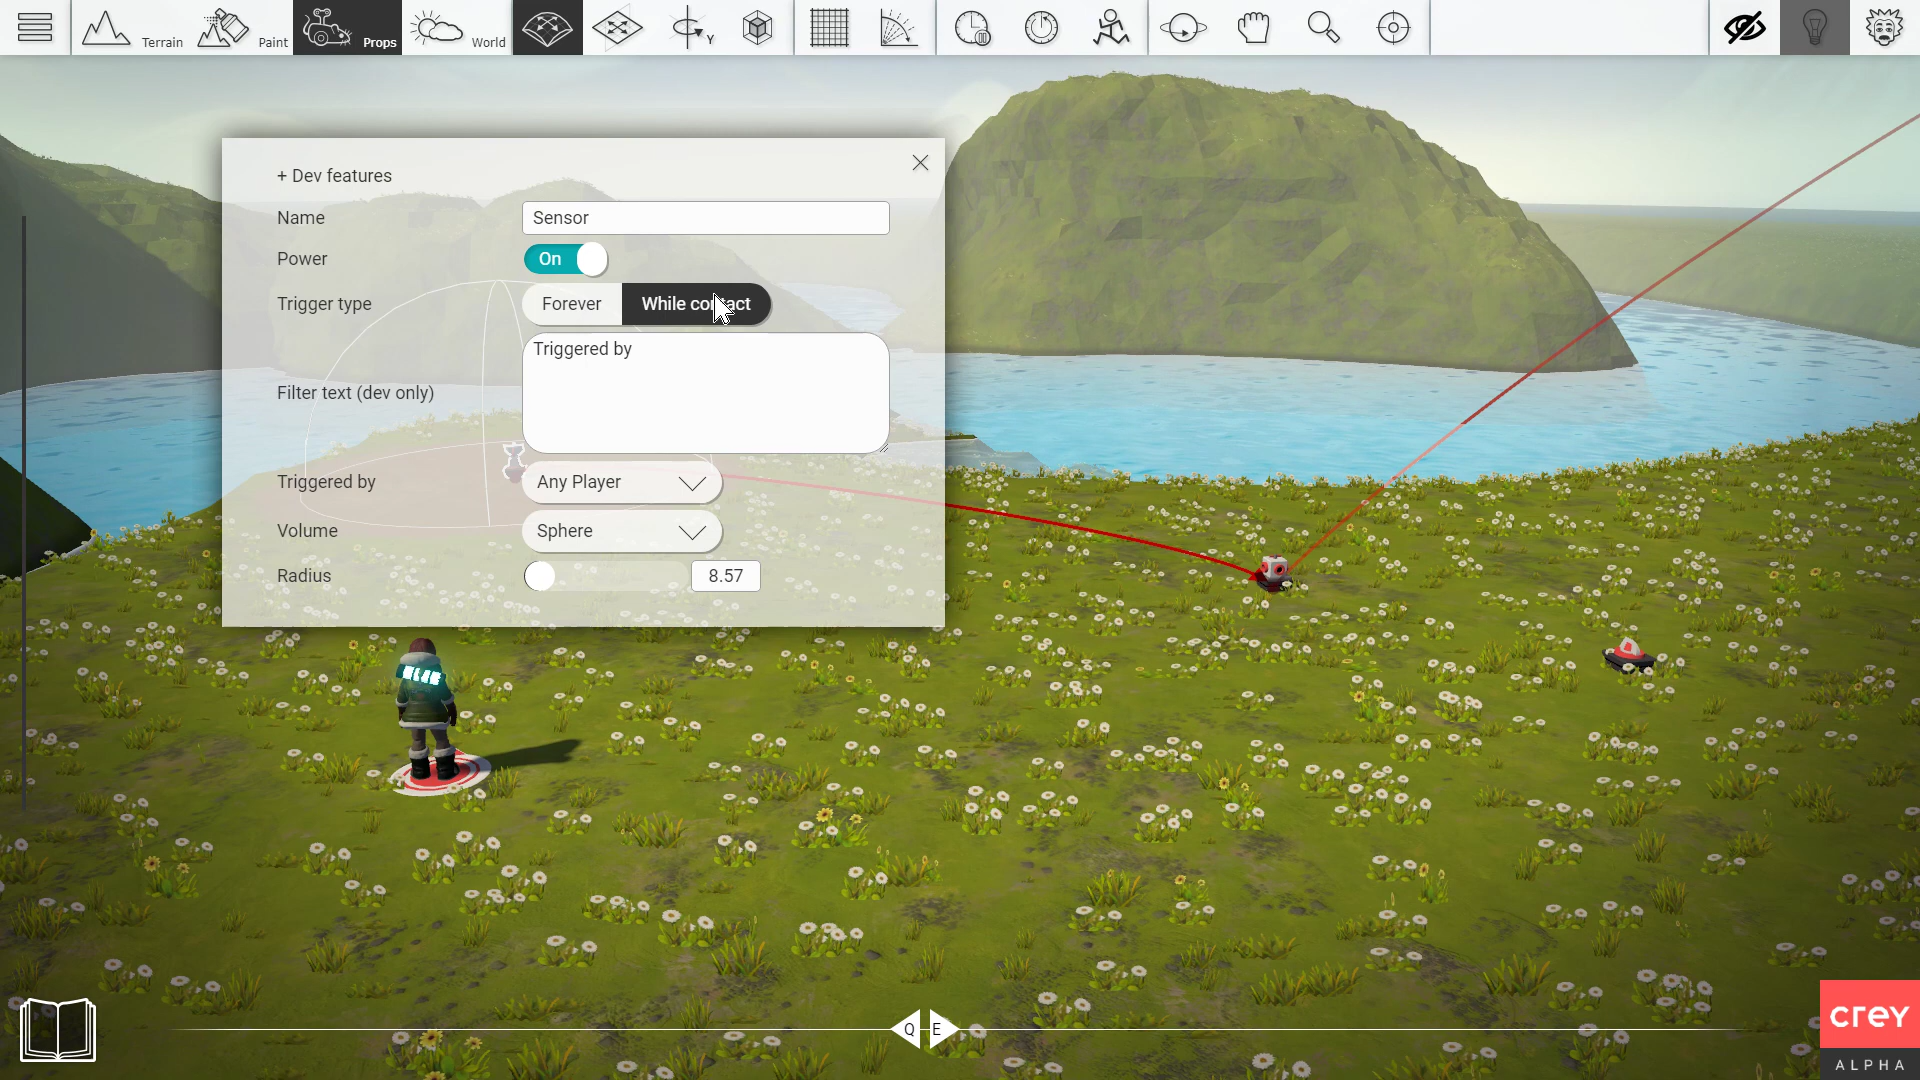 Terrain
Paint
Props
World
Y
+ Dev features
Name
Sensor
Power
On
Trigger type
Forever
While contact
Filter text (dev only)
Triggered by
Triggered by
Any Player
Volume
Sphere
Radius
8.57
BLUE
Q E
crey
ALPHA